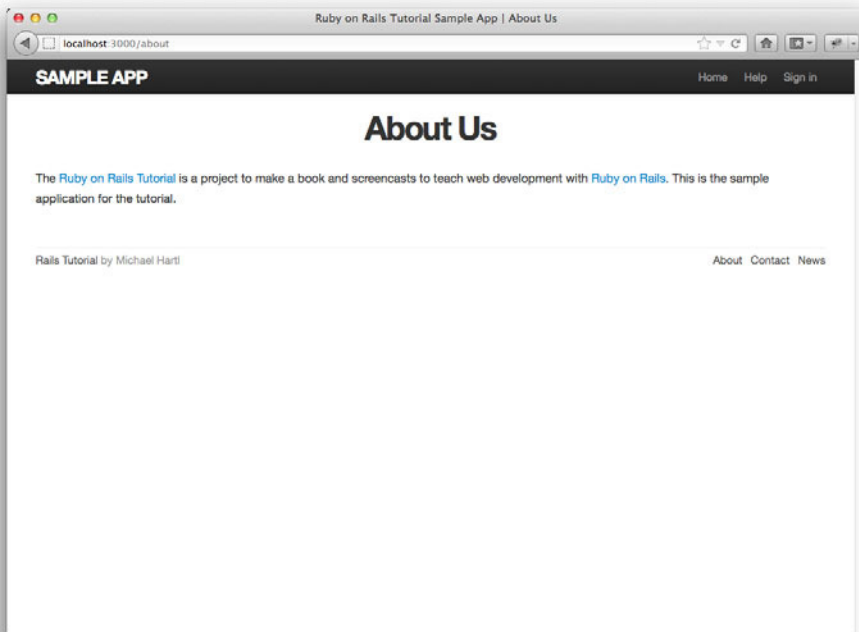 Ruby on Rails Tutorial Sample App | About Us
localhost:3000/about
SAMPLE APP
Home Help Sign in
About Us
The Ruby on Rails Tutorial is a project to make a book and screencasts to teach web development with Ruby on Rails. This is the sample
application for the tutorial.
Rails Tutorial by Michael Hartl
About Contact News